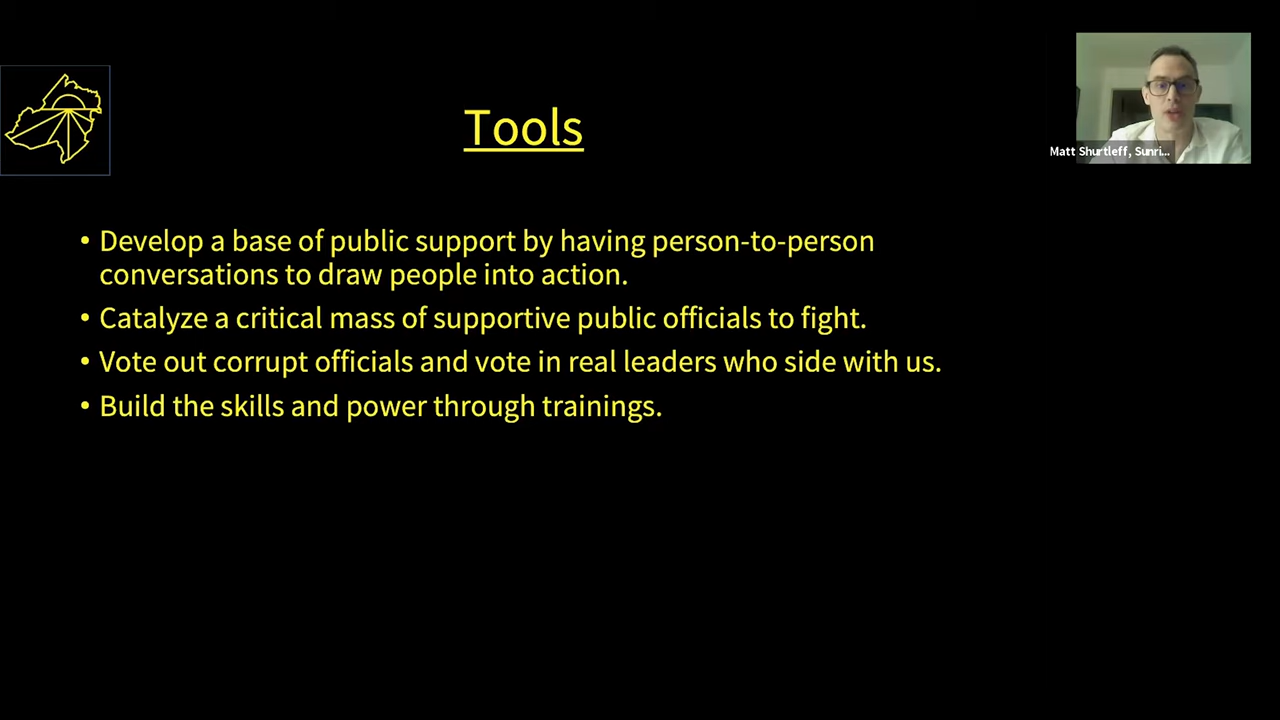 Tools
Matt Shurtleff, Sunri...
• Develop a base of public support by having person-to-person
conversations to draw people into action.
• Catalyze a critical mass of supportive public officials to fight.
• Vote out corrupt officials and vote in real leaders who side with us.
• Build the skills and power through trainings.